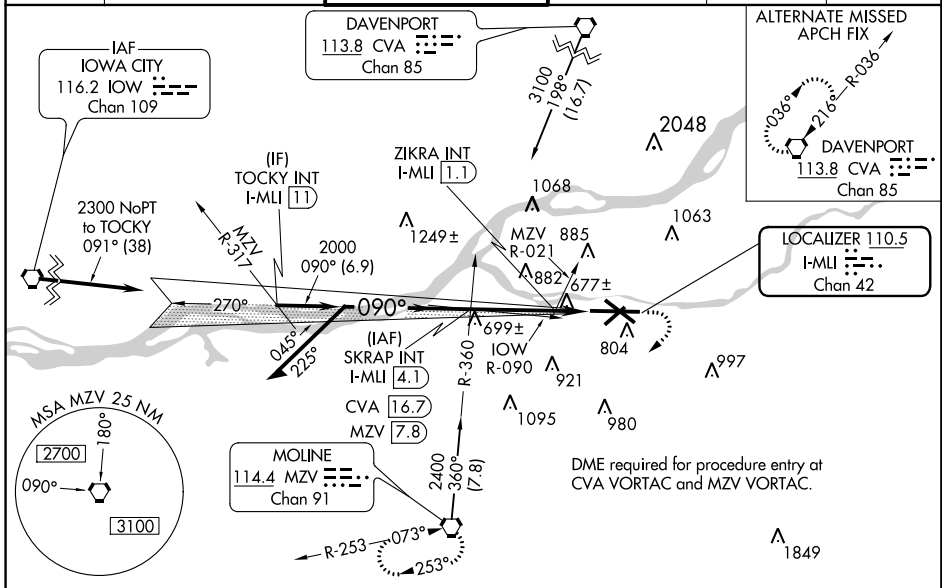 DAVENPORT
113.8 CVA
Chan 85
IAF
IOWA CITY
116.2 IOW
Chan 109
ALTERNATE MISSED
APCH FIX
R-036
036°
216°
DAVENPORT
113.8 CVA
Chan 85
3100
198°
(16.7)
2048
(IF)
TOCKY INT
I-MLI 11
ZIKRA INT
I-MLI 1.1
1068
1063
2300 NoPT
to TOCKY
091° (38)
MZV
R-317
1249±
MZV
R-021
885
2000
090° (6.9)
LOCALIZER 110.5
I-MLI
Chan 42
882
677±
270°
090°
045°
225°
(IAF)
SKRAP INT
I-MLI 4.1
CVA 16.7
MZV 7.8
699±
IOW
R-090
804
R-360
921
997
1095
980
MSA MZV 25 NM
180°
2700
090°
3100
MOLINE
114.4 MZV
Chan 91
2400
360°
(7.8)
DME required for procedure entry at
CVA VORTAC and MZV VORTAC.
R-253
073°
253°
1849